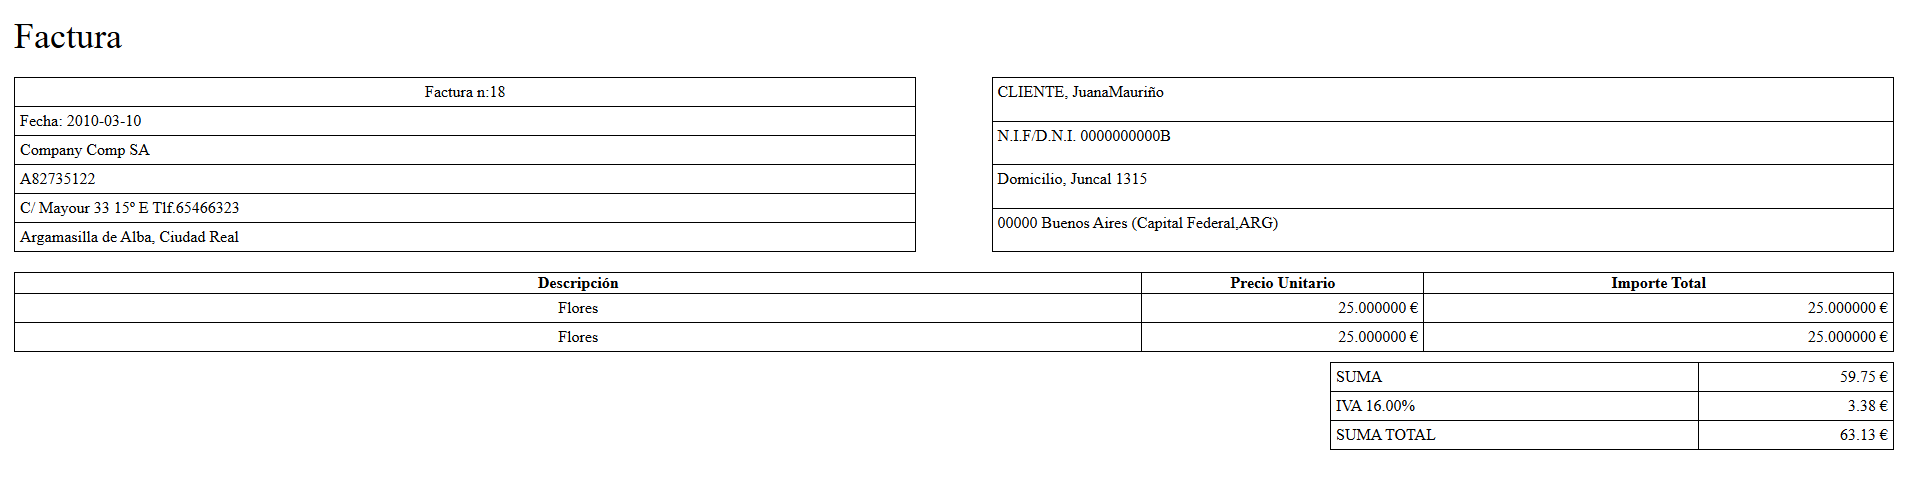 Factura
Factura n:18
Fecha: 2010-03-10
Company Comp SA
A82735122
C/ Mayour 33 15º E Tlf.65466323
Argamasilla de Alba, Ciudad Real
CLIENTE, JuanaMauriño
N.I.F/D.N.I. 0000000000B
Domicilio, Juncal 1315
00000 Buenos Aires (Capital Federal,ARG)
Descripción Precio Unitario Importe Total
Flores 25.000000 € 25.000000 €
Flores 25.000000 € 25.000000 €
SUMA 59.75 €
IVA 16.00% 3.38 €
SUMA TOTAL 63.13 €